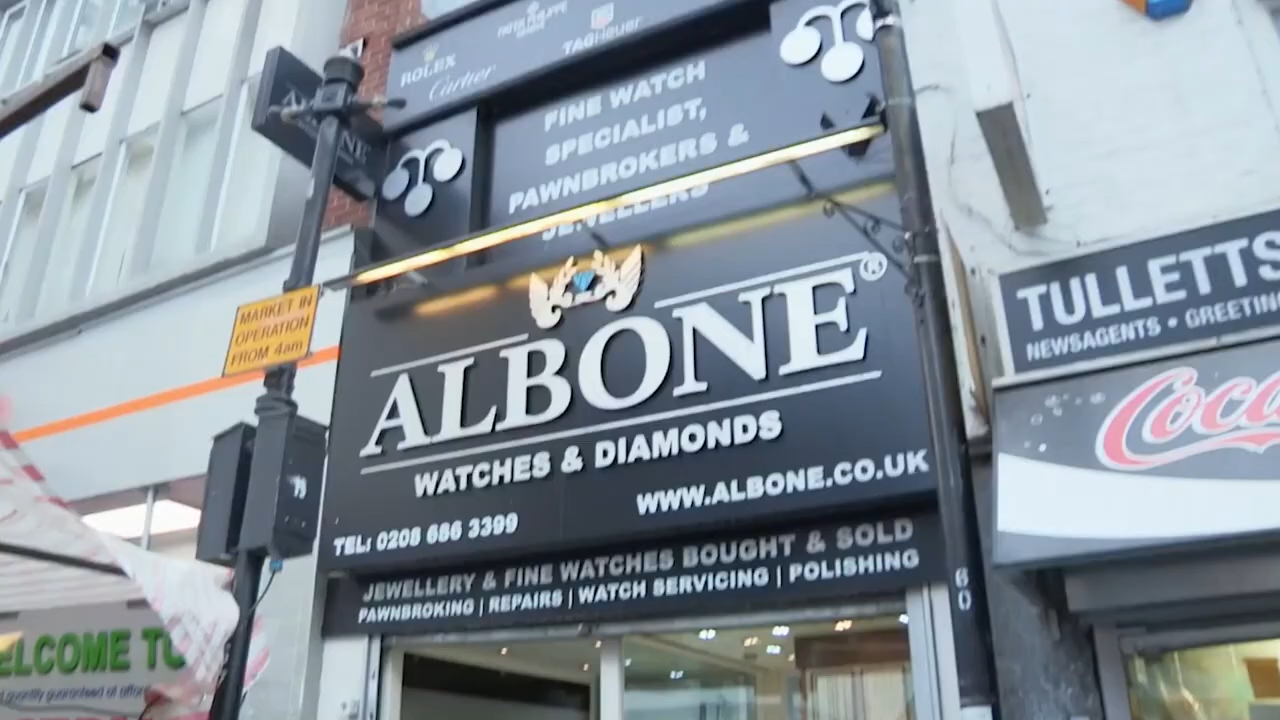 ROLEX
PATEK PHILIPPE
TAGHeuer
Cartier
FINE WATCH
SPECIALIST,
PAWNBROKERS &
JEWELLERS
MARKET IN
OPERATION
FROM 4am
ALBONE®
WATCHES & DIAMONDS
WWW.ALBONE.CO.UK
TEL: 0208 686 3399
JEWELLERY & FINE WATCHES BOUGHT & SOLD
PAWNBROKING | REPAIRS | WATCH SERVICING | POLISHING
TULLETTS
NEWSAGENTS • GREETIN
Coca
60
ELCOME TO